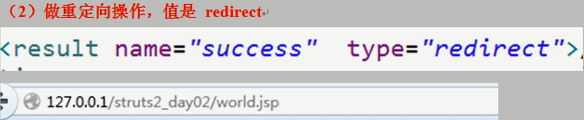 （2）做重定向操作，值是 redirect
<result name="success" type="redirect">
127.0.0.1/struts2_day02/world.jsp